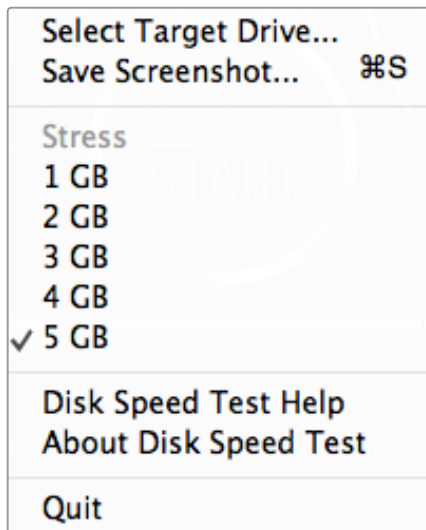 Select Target Drive...
Save Screenshot... ⌘S
Stress
START
1 GB
2 GB
3 GB
4 GB
✓ 5 GB
Disk Speed Test Help
About Disk Speed Test
Quit